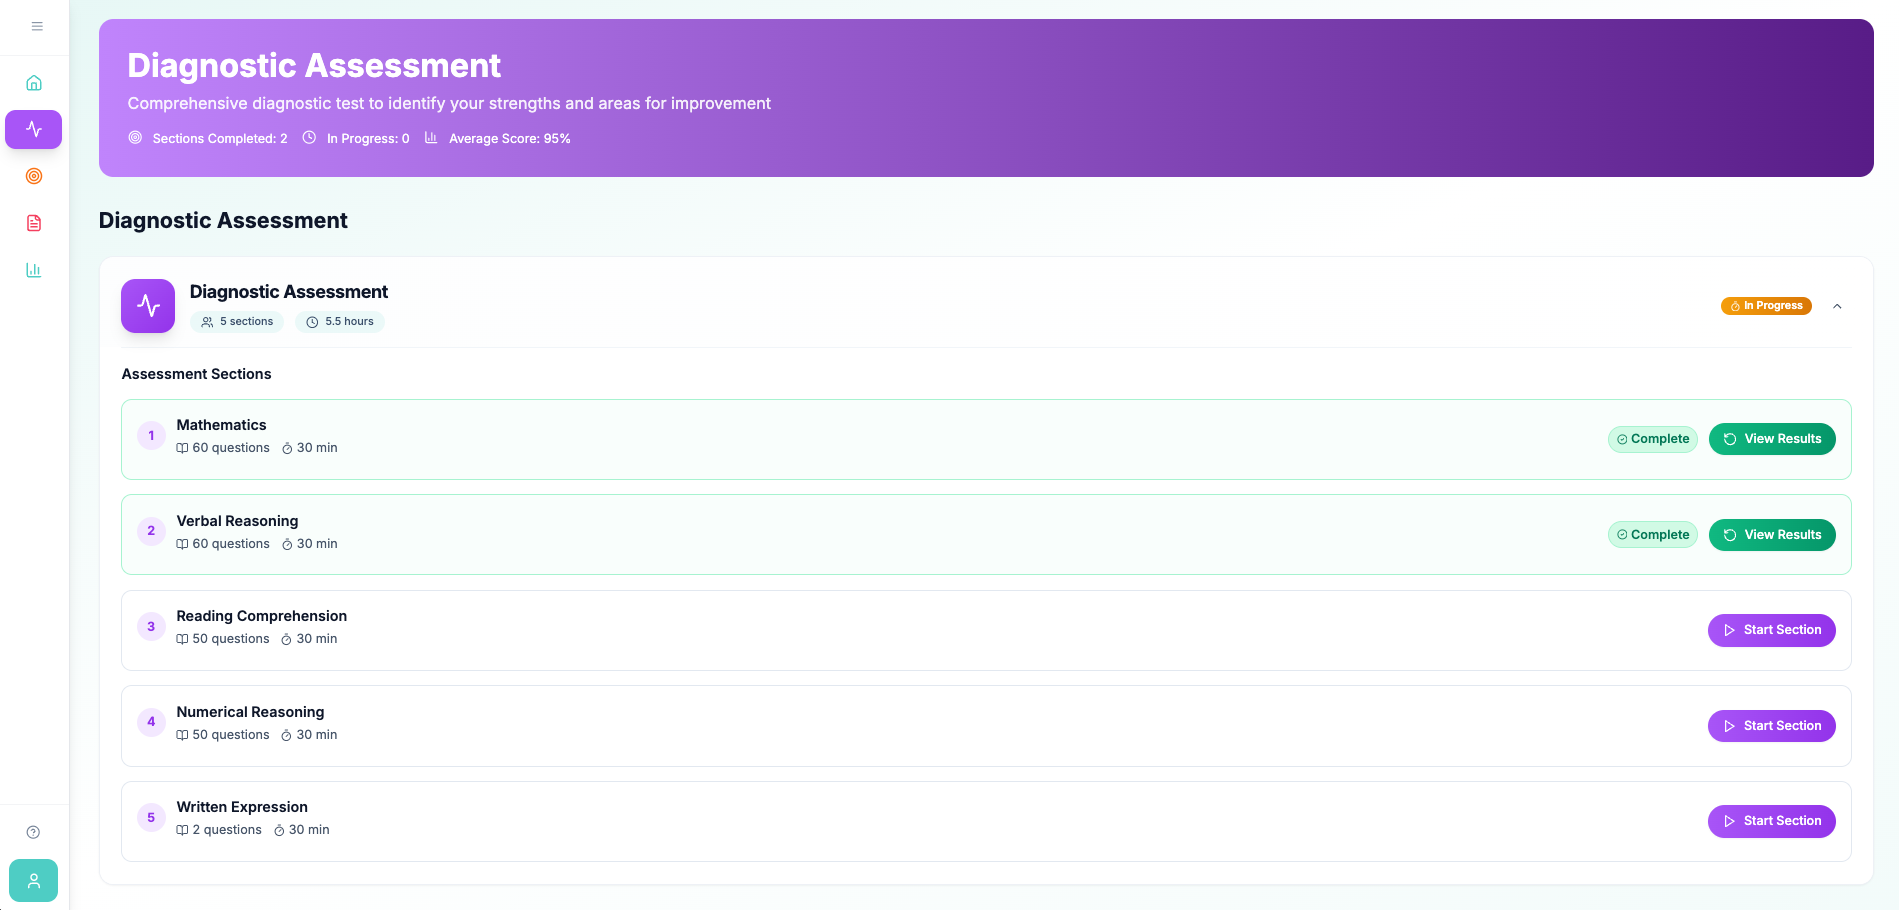 Diagnostic Assessment
Comprehensive diagnostic test to identify your strengths and areas for improvement
Sections Completed: 2 In Progress: 0 Average Score: 95%
Diagnostic Assessment
Diagnostic Assessment
5 sections 5.5 hours
In Progress
Assessment Sections
1
Mathematics
60 questions 30 min
Complete View Results
2
Verbal Reasoning
60 questions 30 min
Complete View Results
3
Reading Comprehension
50 questions 30 min
Start Section
4
Numerical Reasoning
50 questions 30 min
Start Section
5
Written Expression
2 questions 30 min
Start Section